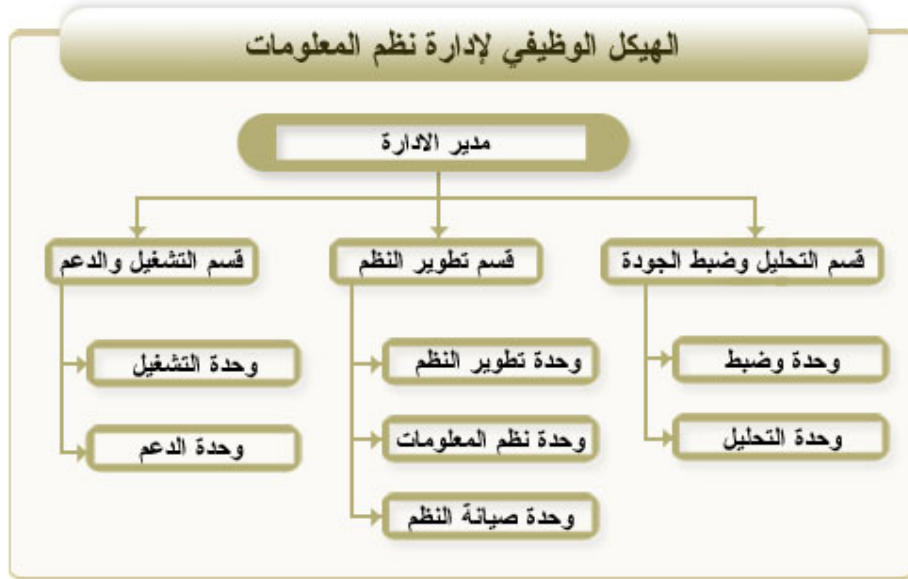 الهيكل الوظيفي لإدارة نظم المعلومات
مدير الادارة
قسم التحليل وضبط الجودة
قسم تطوير النظم
قسم التشغيل والدعم
وحدة وضبط
وحدة تطوير النظم
وحدة التشغيل
وحدة التحليل
وحدة نظم المعلومات
وحدة الدعم
وحدة صيانة النظم